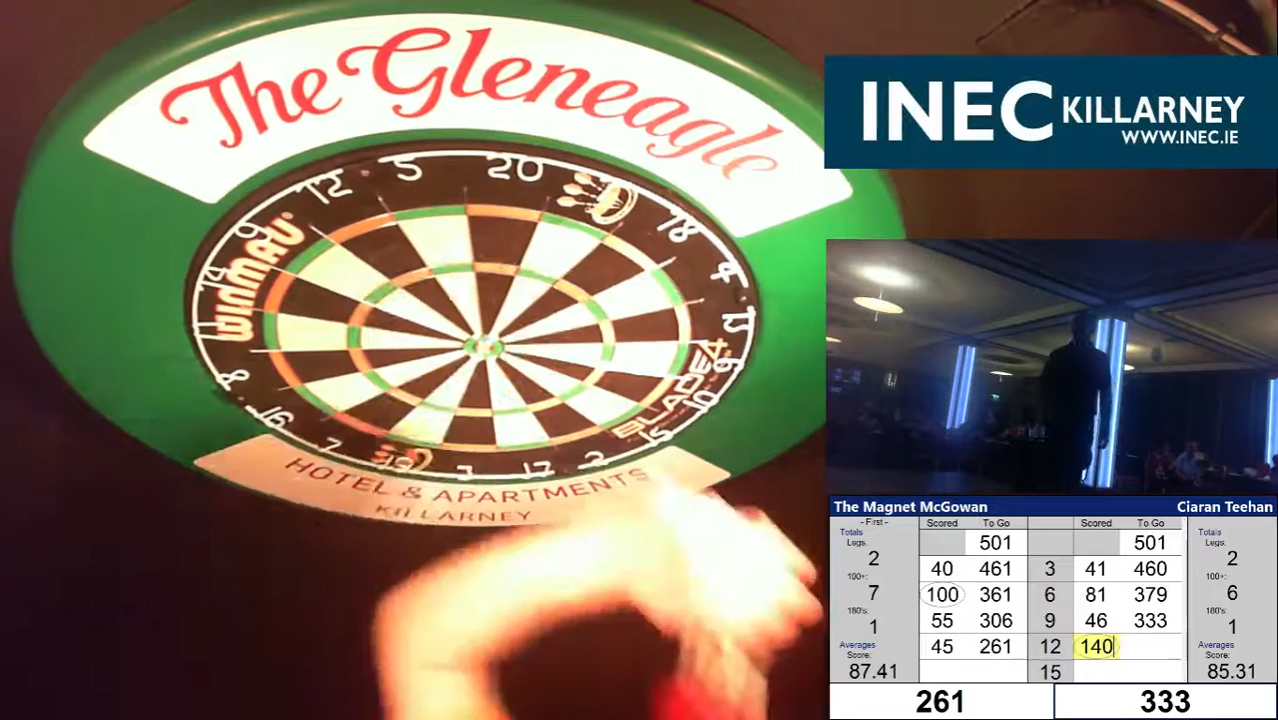 The Gleneagle
12 5 20
18
9
4
14
WINMAU
11
8
16
7
3
17
2
15
10
BLADE4
HOTEL & APARTMENTS
KILLARNEY
INEC KILLARNEY
WWW.INEC.IE
The Magnet McGowan Ciaran Teehan
- First - Scored To Go Scored To Go
Totals 501 501 Totals
Legs: Legs:
2 40 461 3 41 460 2
100+: 100+:
7 100 361 6 81 379 6
180's: 55 306 9 46 333 180's:
1 1
Averages 45 261 12 140 Averages
Score: Score:
87.41 15 85.31
261 333